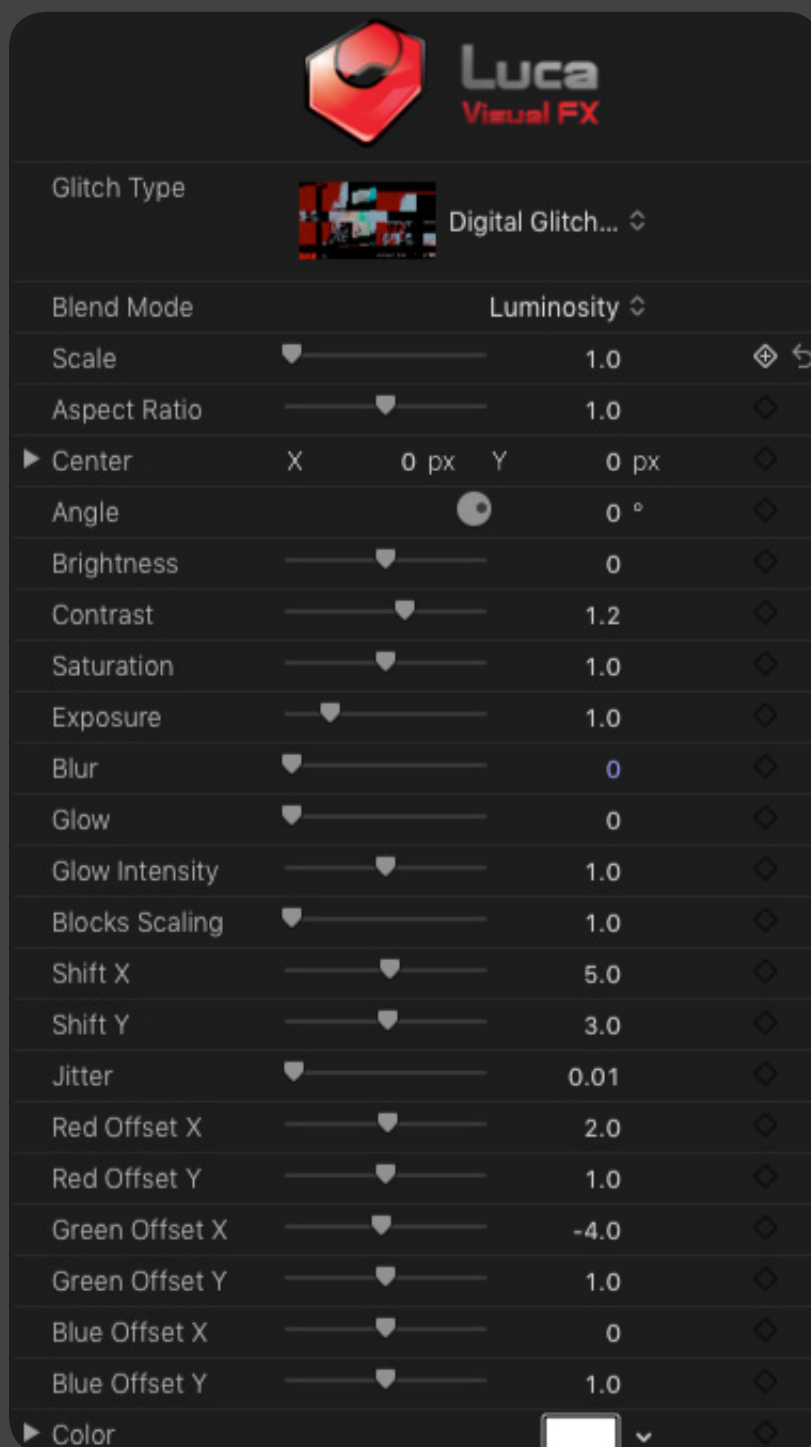 Luca
Visual FX
Glitch Type Digital Glitch...
Blend Mode Luminosity
Scale 1.0
Aspect Ratio 1.0
Center X 0 px Y 0 px
Angle 0 °
Brightness 0
Contrast 1.2
Saturation 1.0
Exposure 1.0
Blur 0
Glow 0
Glow Intensity 1.0
Blocks Scaling 1.0
Shift X 5.0
Shift Y 3.0
Jitter 0.01
Red Offset X 2.0
Red Offset Y 1.0
Green Offset X -4.0
Green Offset Y 1.0
Blue Offset X 0
Blue Offset Y 1.0
Color